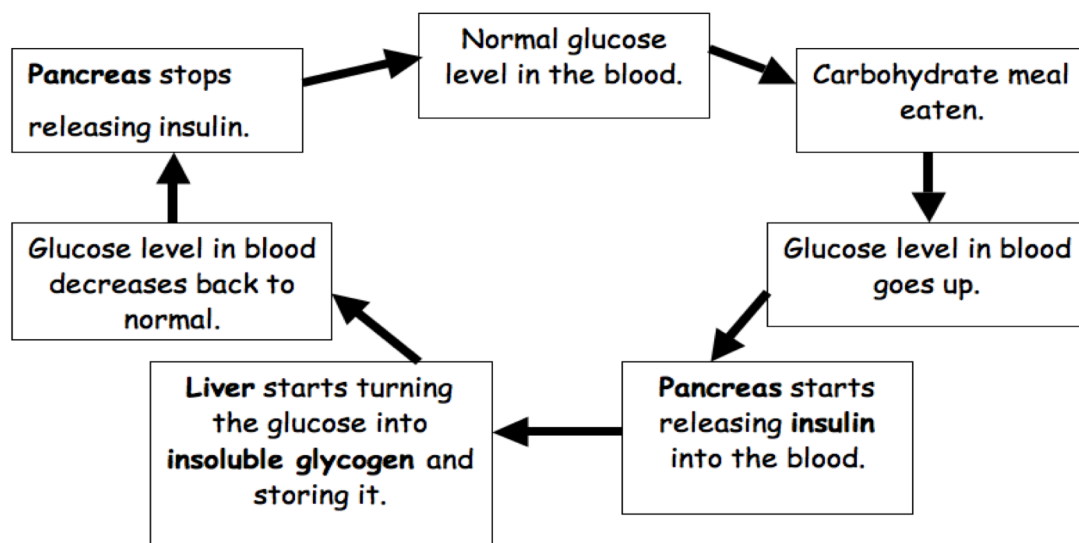 Normal glucose
level in the blood.
Carbohydrate meal
eaten.
Glucose level in blood
goes up.
Pancreas starts
releasing insulin
into the blood.
Liver starts turning
the glucose into
insoluble glycogen and
storing it.
Glucose level in blood
decreases back to
normal.
Pancreas stops
releasing insulin.